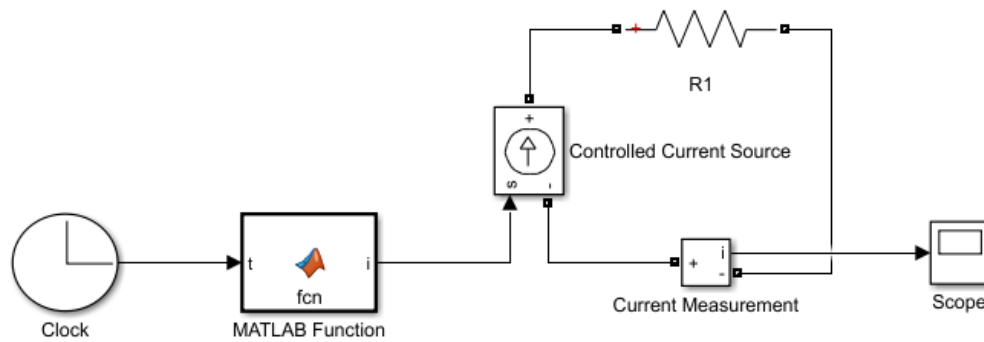 R1
+
Controlled Current Source
s
-
t
fcn
i
+
i
-
Clock
MATLAB Function
Current Measurement
Scope